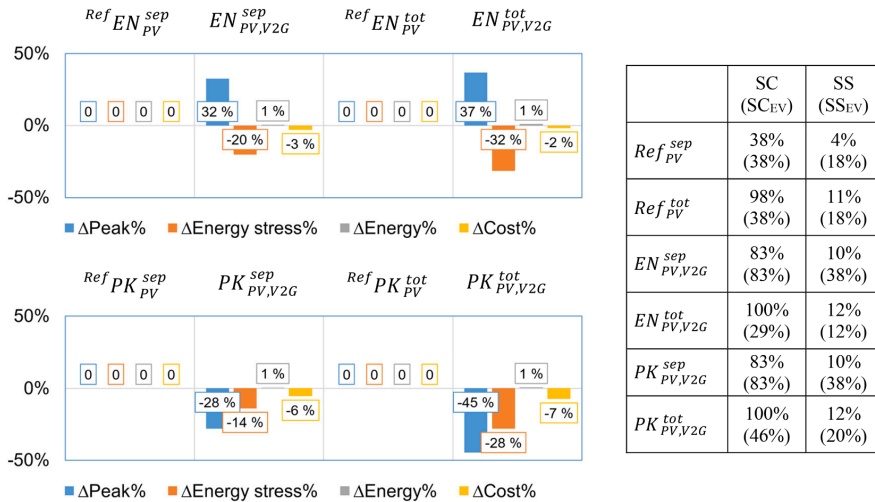 Ref EN PV sep EN PV,V2G sep Ref EN PV tot EN PV,V2G tot
50%
0 0 0 0 32 % -20 % 1 % -3 % 0 0 0 0 37 % -32 % 1 % -2 %
0%
-50%
ΔPeak% ΔEnergy stress% ΔEnergy% ΔCost%
Ref PK PV sep PK PV,V2G sep Ref PK PV tot PK PV,V2G tot
50%
0 0 0 0 -28 % -14 % 1 % -6 % 0 0 0 0 -45 % -28 % 1 % -7 %
0%
-50%
ΔPeak% ΔEnergy stress% ΔEnergy% ΔCost%
SC SS
(SCEV) (SSEV)
Ref PV sep 38% 4%
(38%) (18%)
Ref PV tot 98% 11%
(38%) (18%)
EN PV,V2G sep 83% 10%
(83%) (38%)
EN PV,V2G tot 100% 12%
(29%) (12%)
PK PV,V2G sep 83% 10%
(83%) (38%)
PK PV,V2G tot 100% 12%
(46%) (20%)